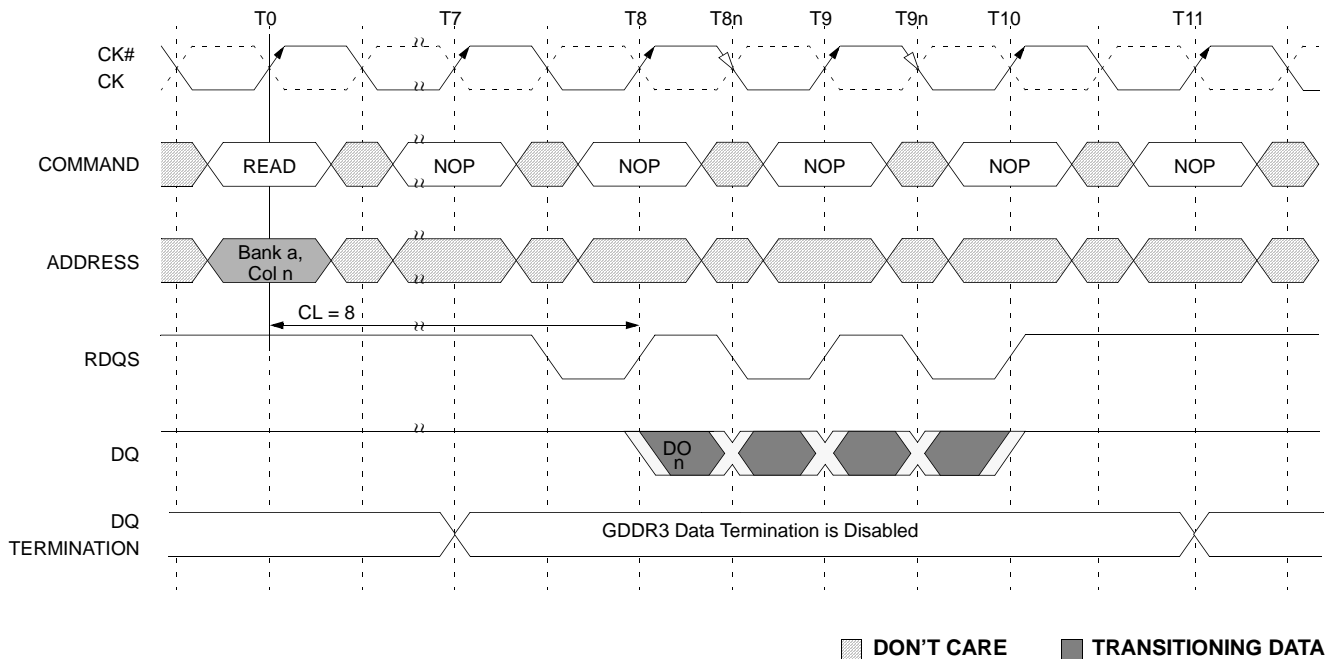 T0 T7 T8 T8n T9 T9n T10 T11
CK#
CK
COMMAND READ NOP NOP NOP NOP NOP
ADDRESS Bank a,
Col n
CL = 8
RDQS
DQ DO
n
DQ
TERMINATION GDDR3 Data Termination is Disabled
DON'T CARE TRANSITIONING DATA